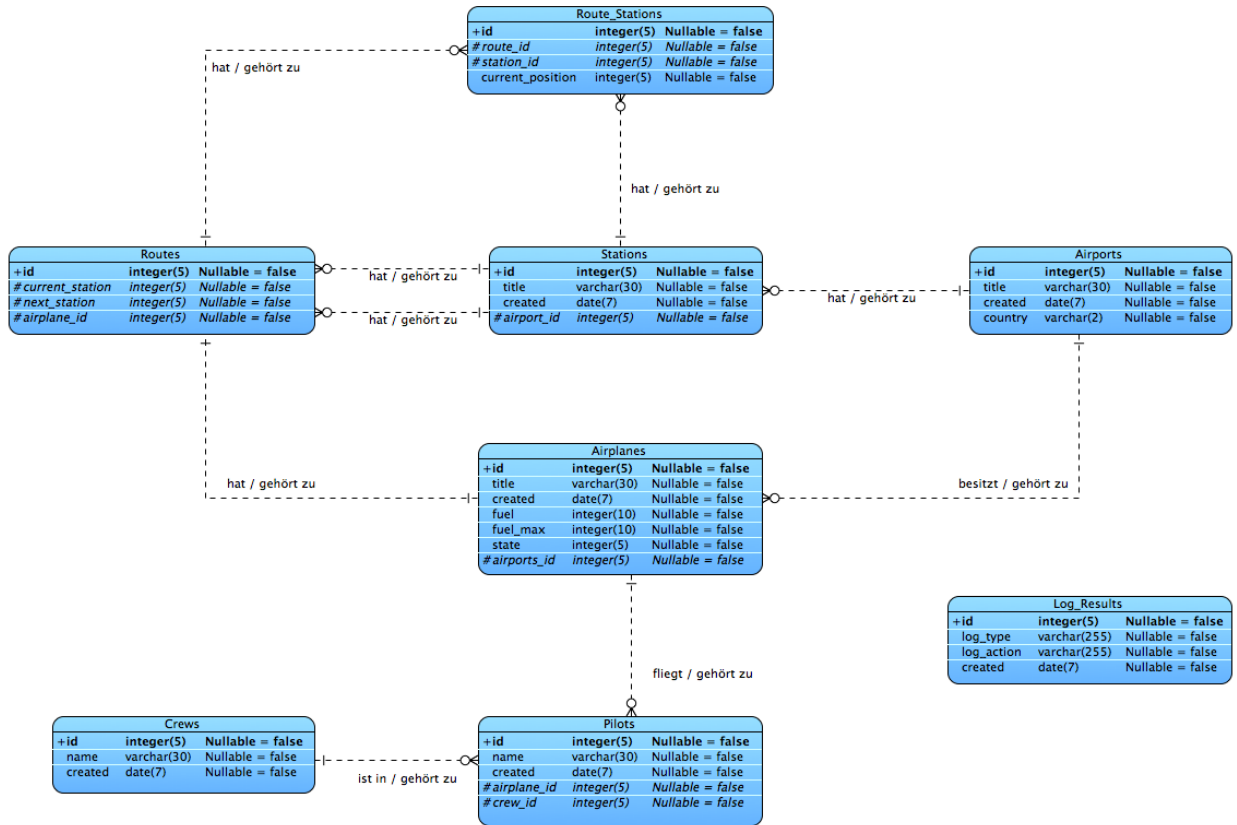 Route_Stations
+id integer(5) Nullable = false
#route_id integer(5) Nullable = false
#station_id integer(5) Nullable = false
current_position integer(5) Nullable = false
hat / gehört zu
hat / gehört zu
Routes
+id integer(5) Nullable = false
#current_station integer(5) Nullable = false
#next_station integer(5) Nullable = false
#airplane_id integer(5) Nullable = false
hat / gehört zu
hat / gehört zu
Stations
+id integer(5) Nullable = false
title varchar(30) Nullable = false
created date(7) Nullable = false
#airport_id integer(5) Nullable = false
hat / gehört zu
Airports
+id integer(5) Nullable = false
title varchar(30) Nullable = false
created date(7) Nullable = false
country varchar(2) Nullable = false
hat / gehört zu
Airplanes
+id integer(5) Nullable = false
title varchar(30) Nullable = false
created date(7) Nullable = false
fuel integer(10) Nullable = false
fuel_max integer(10) Nullable = false
state integer(5) Nullable = false
#airports_id integer(5) Nullable = false
besitzt / gehört zu
Log_Results
+id integer(5) Nullable = false
log_type varchar(255) Nullable = false
log_action varchar(255) Nullable = false
created date(7) Nullable = false
fliegt / gehört zu
Crews
+id integer(5) Nullable = false
name varchar(30) Nullable = false
created date(7) Nullable = false
ist in / gehört zu
Pilots
+id integer(5) Nullable = false
name varchar(30) Nullable = false
created date(7) Nullable = false
#airplane_id integer(5) Nullable = false
#crew_id integer(5) Nullable = false